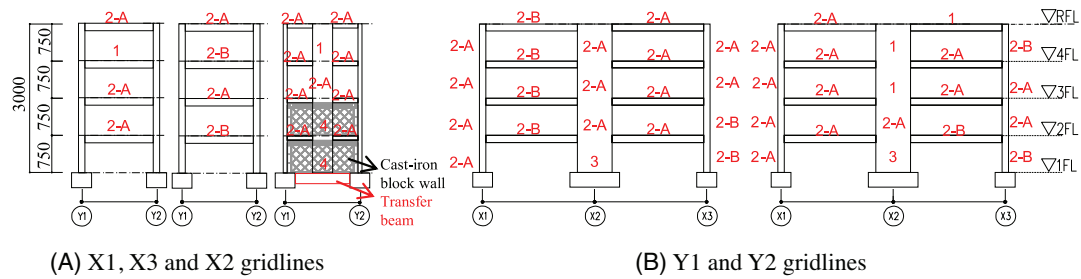 2-A 2-A 2-A 2-B 2-A 2-A 1 ▽RFL
750 1 2-B 1 2-A 2-A 2-A 2-A 1 2-B
2-A 2-A 2-B 2-A 2-A 2-A ▽4FL
750 2-A 2-A 2-A 2-A 2-A 2-A 1 2-A
3000 2-A 2-A 2-B 2-A 2-A 2-A ▽3FL
750 2-A 2-B 4 2-A 2-A 2-B 2-A 2-A 2-A
2-A 2-A 2-B 2-A 2-A 2-B ▽2FL
750 4 2-A 3 2-B 2-A 3 2-B ▽1FL
Cast-iron
block wall
Transfer
beam
Y1 Y2 Y1 Y2 Y1 Y2 X1 X2 X3 X1 X2 X3
(A) X1, X3 and X2 gridlines (B) Y1 and Y2 gridlines